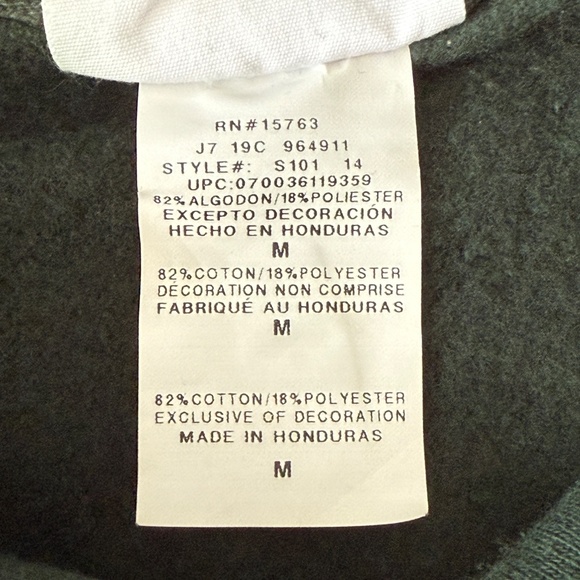 RN#15763
J7 19C 964911
STYLE#: S101 14
UPC:070036119359
82%ALGODON/18%POLIESTER
EXCEPTO DECORACIÓN
HECHO EN HONDURAS
M
82%COTON/18%POLYESTER
DÉCORATION NON COMPRISE
FABRIQUÉ AU HONDURAS
M
82%COTTON/18%POLYESTER
EXCLUSIVE OF DECORATION
MADE IN HONDURAS
M